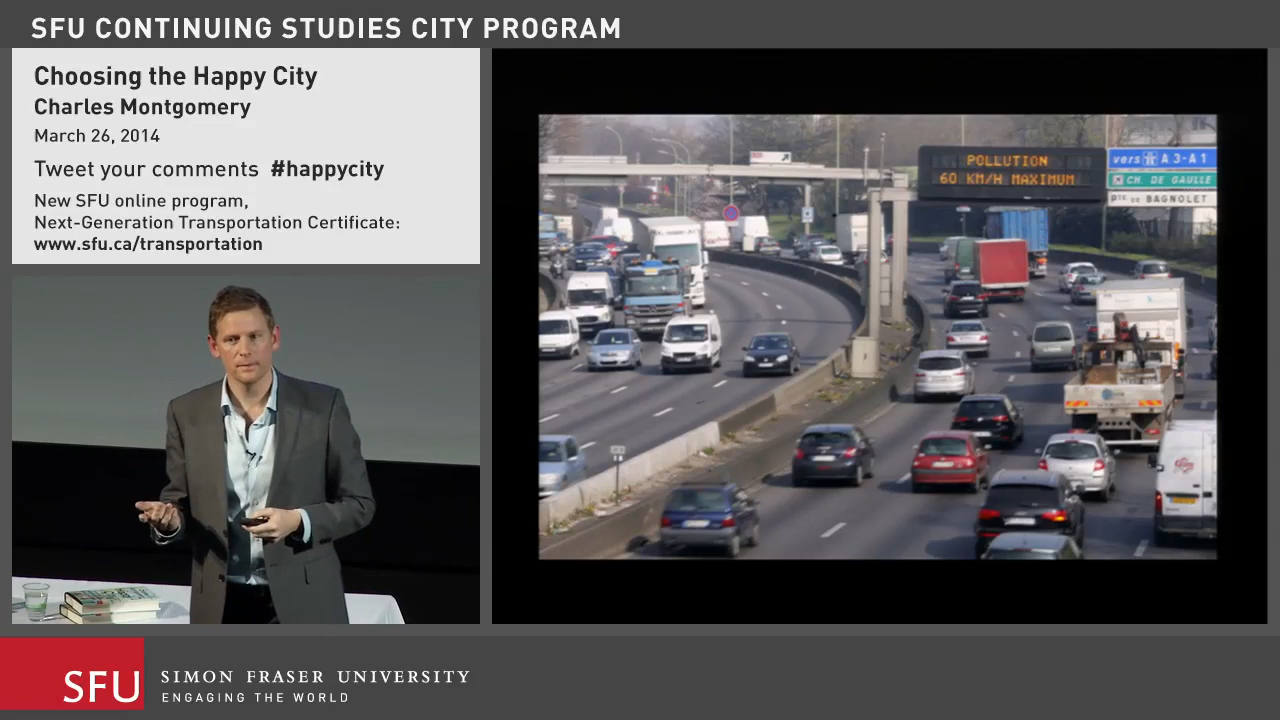 SFU CONTINUING STUDIES CITY PROGRAM
Choosing the Happy City
Charles Montgomery
March 26, 2014
Tweet your comments #happycity
New SFU online program,
Next-Generation Transportation Certificate:
www.sfu.ca/transportation
POLLUTION
60 KM/H MAXIMUM
vers A 3-A 1
CH. DE GAULLE
PTE DE BAGNOLET
SFU
SIMON FRASER UNIVERSITY
ENGAGING THE WORLD